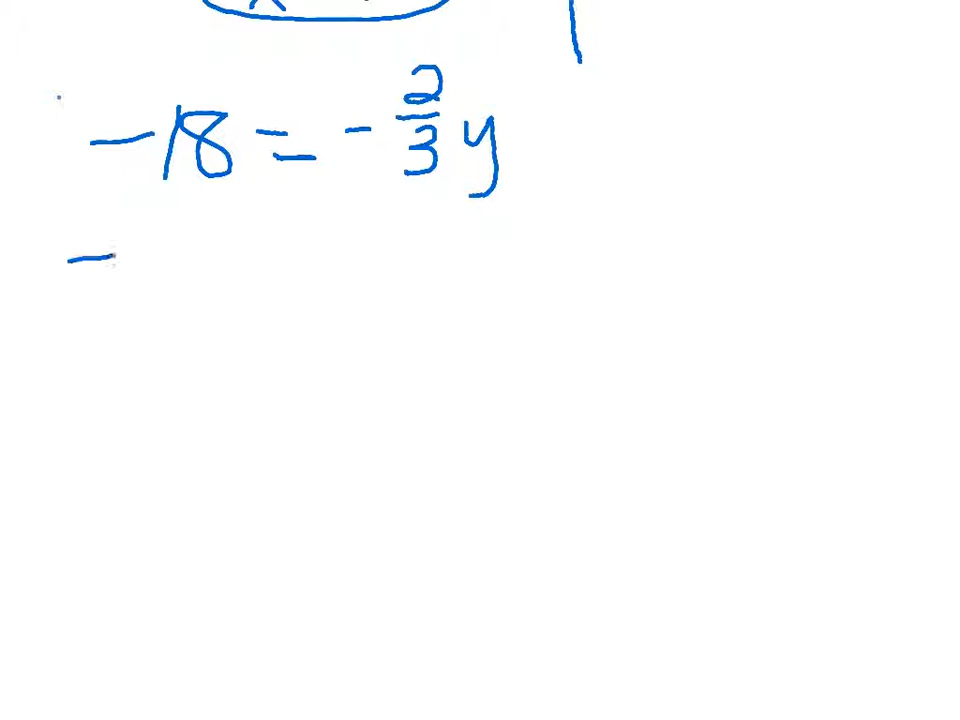 -18 = -2/3 y
-